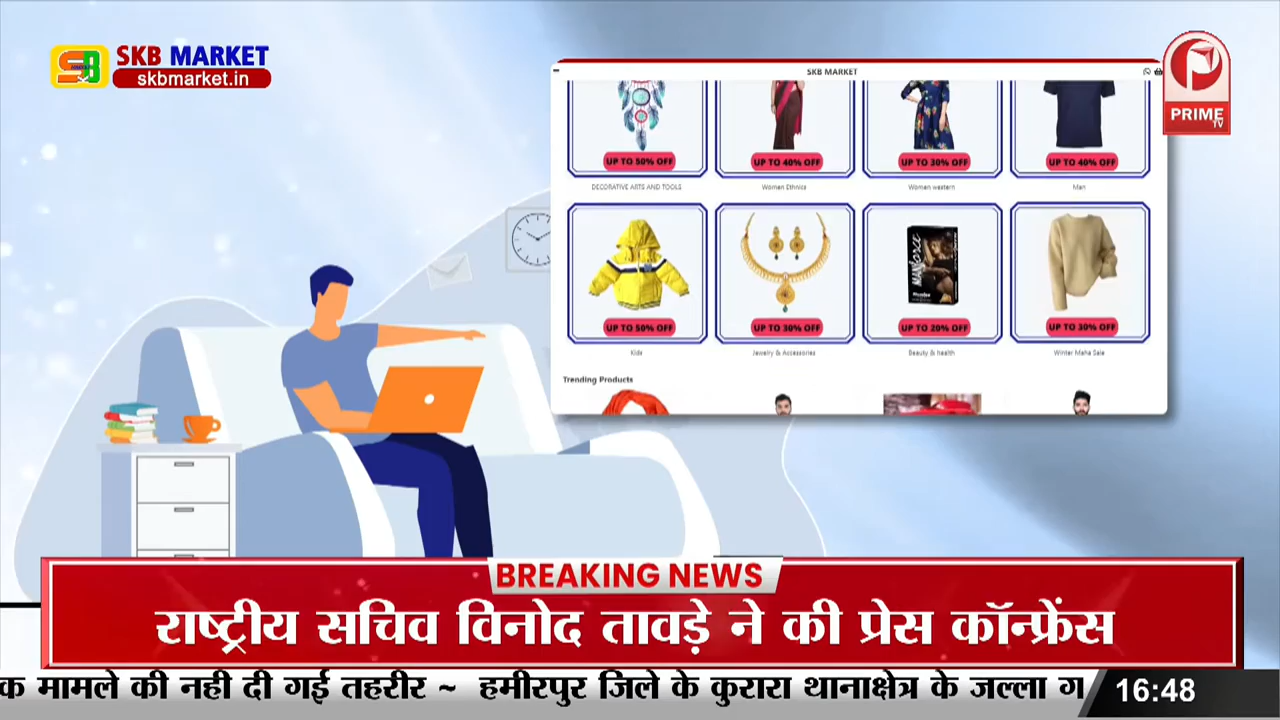 SKB MARKET
skbmarket.in
SKB MARKET
PRIME
TV
UP TO 50% OFF
UP TO 40% OFF
UP TO 30% OFF
UP TO 40% OFF
DECORATIVE ARTS AND TOOLS
Women Ethnics
Women western
Man
MANFORCE
UP TO 50% OFF
UP TO 30% OFF
UP TO 20% OFF
UP TO 30% OFF
Kids
Jewelry & Accessories
Beauty & health
Winter Maha Sale
Trending Products
BREAKING NEWS
राष्ट्रीय सचिव विनोद तावड़े ने की प्रेस कॉन्फ्रेंस
क मामले की नही दी गई तहरीर ~ हमीरपुर जिले के कुरारा थानाक्षेत्र के जल्ला ग
16:48